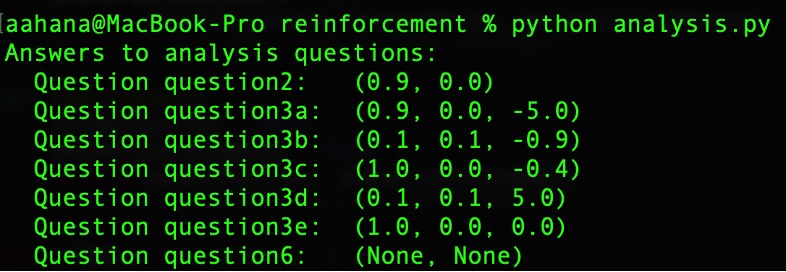 [aahana@MacBook-Pro reinforcement % python analysis.py
Answers to analysis questions:
  Question question2:   (0.9, 0.0)
  Question question3a:  (0.9, 0.0, -5.0)
  Question question3b:  (0.1, 0.1, -0.9)
  Question question3c:  (1.0, 0.0, -0.4)
  Question question3d:  (0.1, 0.1, 5.0)
  Question question3e:  (1.0, 0.0, 0.0)
  Question question6:   (None, None)